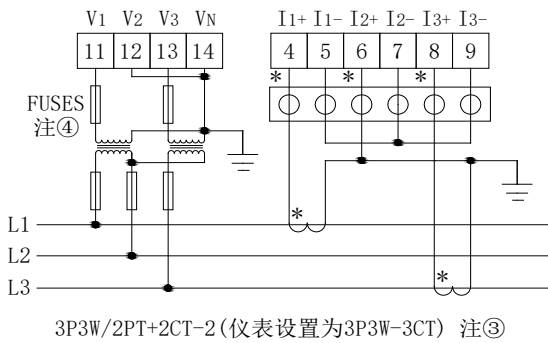 V1 V2 V3 VN I1+ I1- I2+ I2- I3+ I3-
11 12 13 14 4 5 6 7 8 9
* * *
FUSES
注④
*
L1
L2
*
L3
3P3W/2PT+2CT-2(仪表设置为3P3W-3CT) 注③